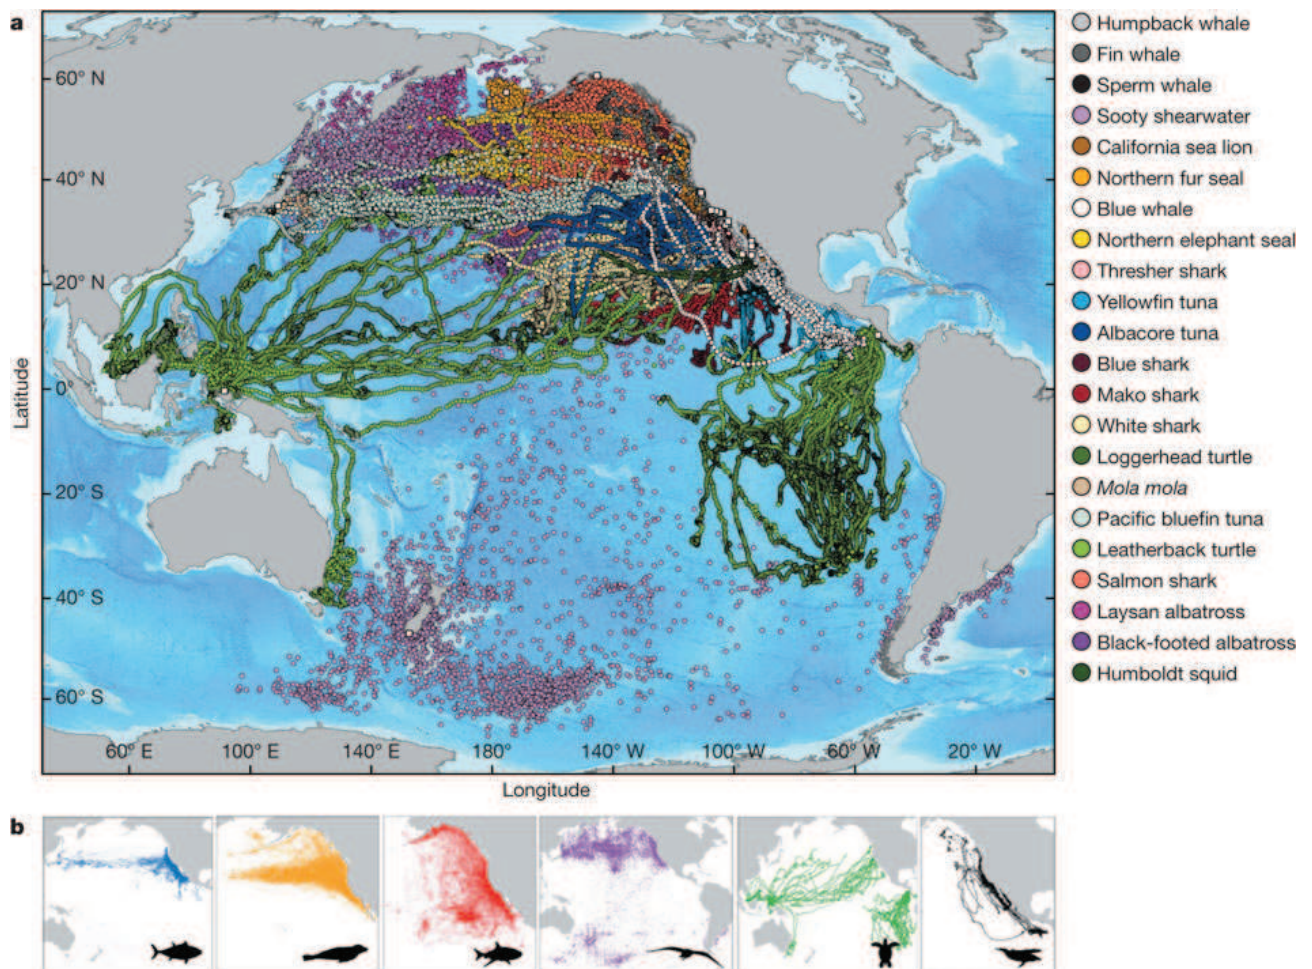 a
60° N
40° N
20° N
0°
20° S
40° S
60° S
Latitude
60° E
100° E
140° E
180°
140° W
100° W
60° W
20° W
Longitude
Humpback whale
Fin whale
Sperm whale
Sooty shearwater
California sea lion
Northern fur seal
Blue whale
Northern elephant seal
Thresher shark
Yellowfin tuna
Albacore tuna
Blue shark
Mako shark
White shark
Loggerhead turtle
Mola mola
Pacific bluefin tuna
Leatherback turtle
Salmon shark
Laysan albatross
Black-footed albatross
Humboldt squid
b